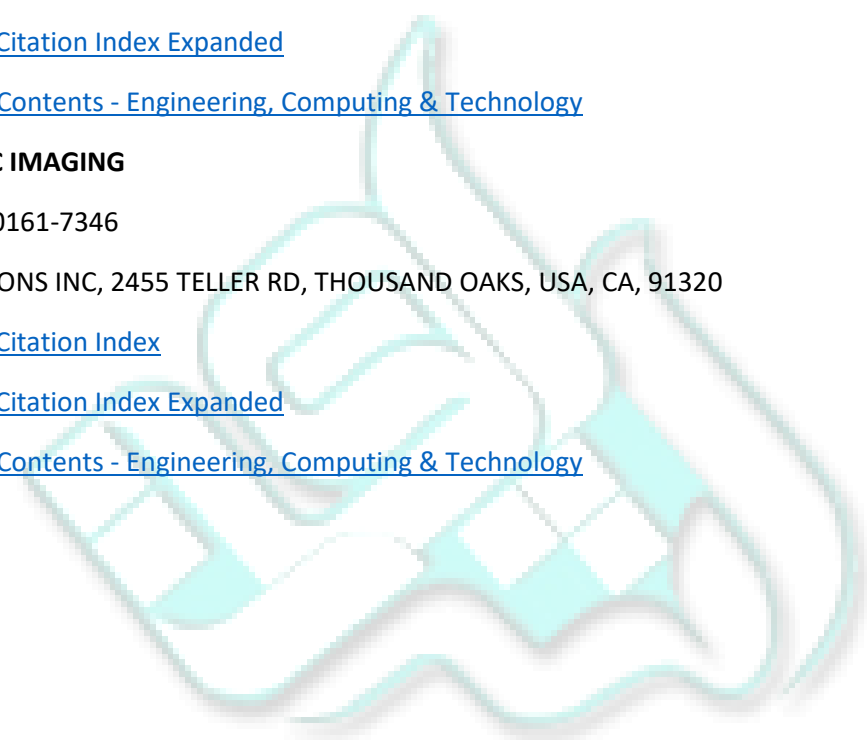 Citation Index Expanded
Contents - Engineering, Computing & Technology
C IMAGING
0161-7346
ONS INC, 2455 TELLER RD, THOUSAND OAKS, USA, CA, 91320
Citation Index
Citation Index Expanded
Contents - Engineering, Computing & Technology